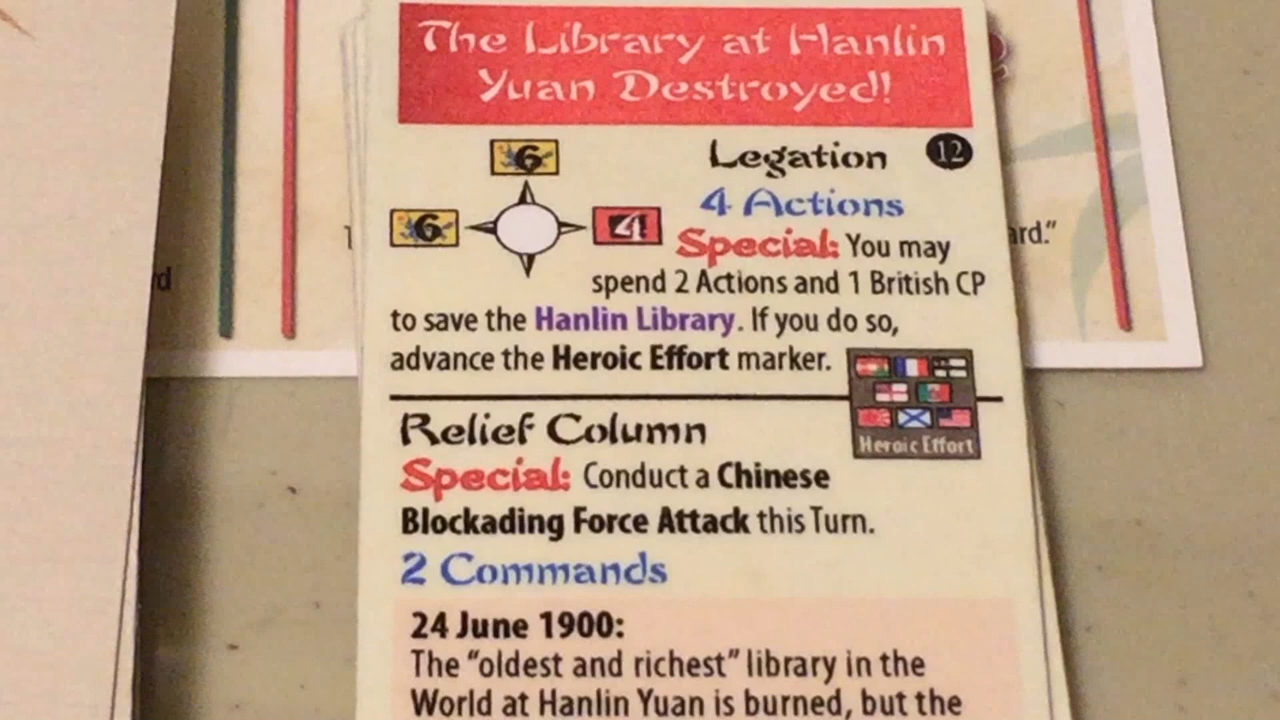 The Library at Hanlin
Yuan Destroyed!
6
Legation 12
6
4
4 Actions
Special: You may
spend 2 Actions and 1 British CP
to save the Hanlin Library. If you do so,
advance the Heroic Effort marker.
Heroic Effort
Relief Column
Special: Conduct a Chinese
Blockading Force Attack this Turn.
2 Commands
24 June 1900:
The “oldest and richest” library in the
World at Hanlin Yuan is burned, but the